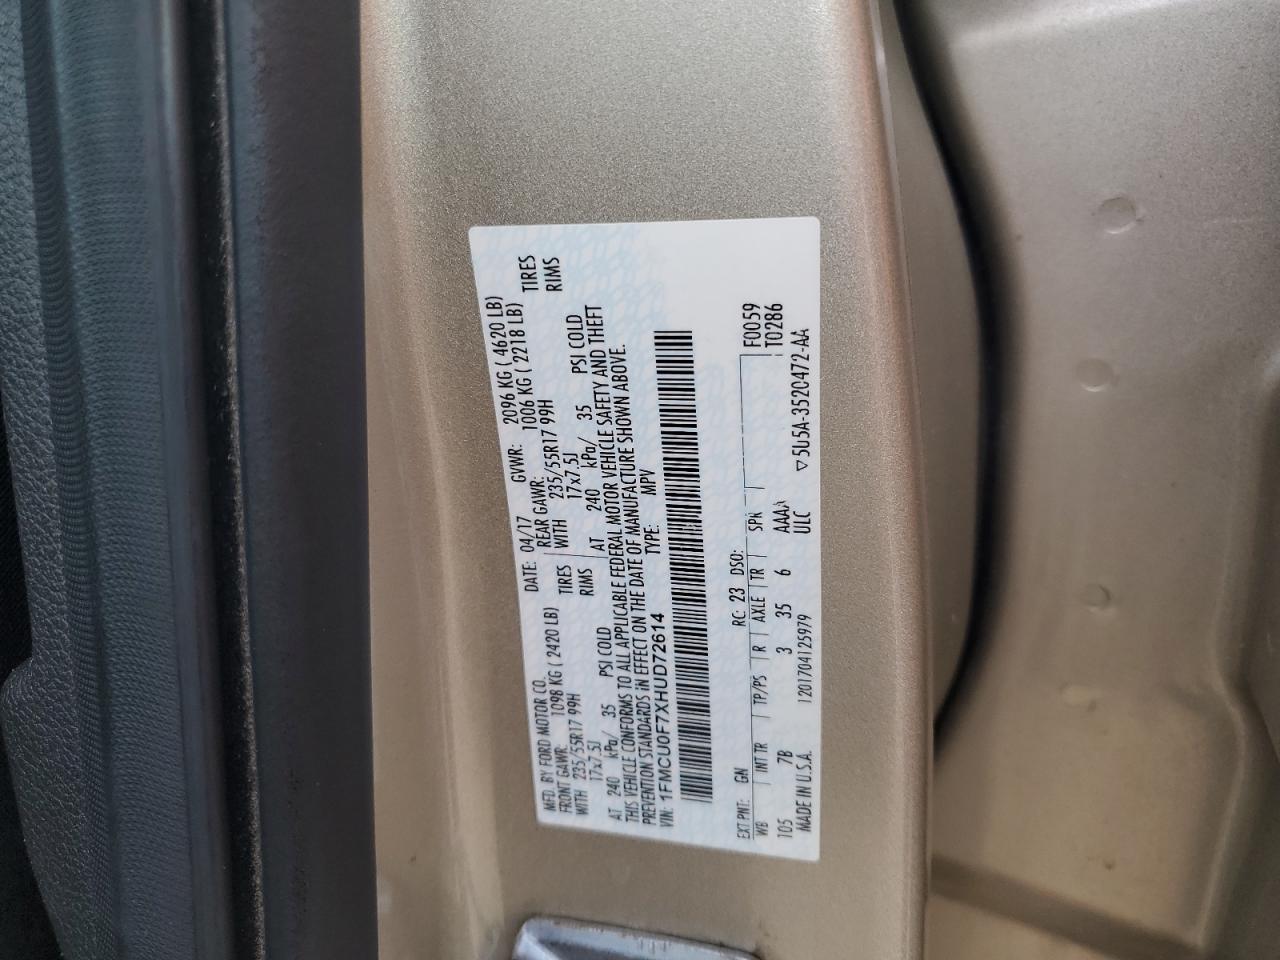 MFD. BY FORD MOTOR CO. DATE: 04/17 GVWR: 2096 KG ( 4620 LB)
FRONT GAWR: 1098 KG ( 2420 LB) REAR GAWR: 1006 KG ( 2218 LB)
WITH 235/55R17 99H TIRES WITH 235/55R17 99H TIRES
17x7.5J RIMS 17x7.5J RIMS
AT 240 kPa/ 35 PSI COLD AT 240 kPa/ 35 PSI COLD
THIS VEHICLE CONFORMS TO ALL APPLICABLE FEDERAL MOTOR VEHICLE SAFETY AND THEFT
PREVENTION STANDARDS IN EFFECT ON THE DATE OF MANUFACTURE SHOWN ABOVE.
VIN: 1FMCU0F7XHUD72614 TYPE: MPV
EXT PNT: GN RC: 23 DSO: F0059
WB INT TR TP/PS R AXLE TR SPR T0286
105 7B 3 35 6 AAAA
MADE IN U.S.A. 1201704125979 ULC ▽5U5A-3520472-AA